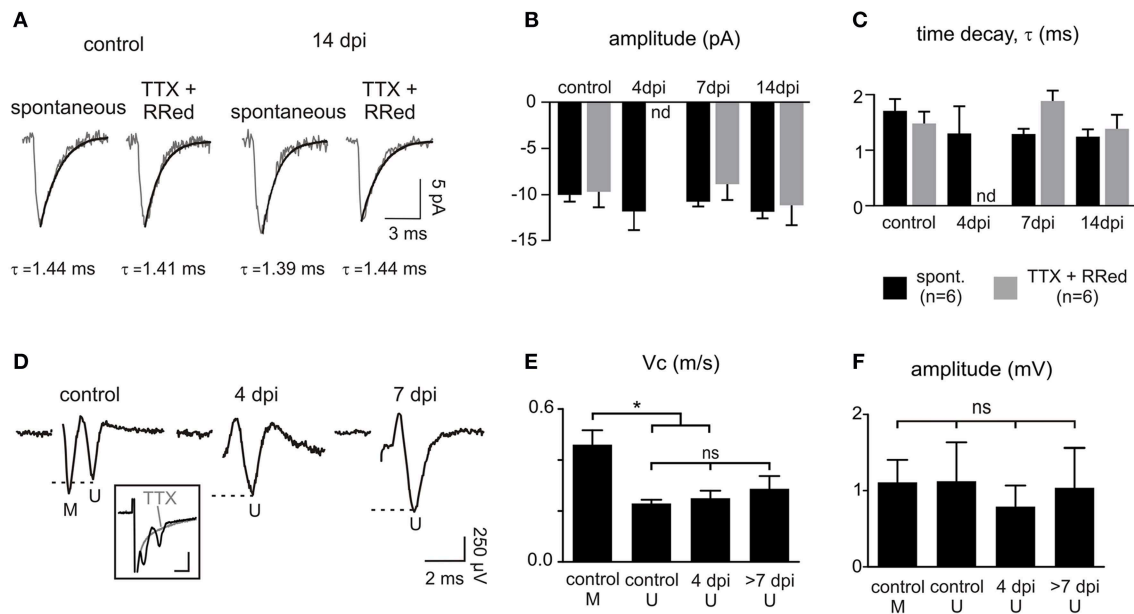 A
control
14 dpi
spontaneous
TTX +
RRed
spontaneous
TTX +
RRed
5 pA
3 ms
τ =1.44 ms
τ =1.41 ms
τ =1.39 ms
τ =1.44 ms
B
amplitude (pA)
control
4dpi
7dpi
14dpi
nd
0
-5
-10
-15
C
time decay, τ (ms)
2
1
0
nd
control
4dpi
7dpi
14dpi
spont.
(n=6)
TTX + RRed
(n=6)
D
control
4 dpi
7 dpi
M
U
U
U
TTX
250 µV
2 ms
E
Vc (m/s)
0.6
0.0
*
ns
control
M
control
U
4 dpi
U
>7 dpi
U
F
amplitude (mV)
2
1
0
ns
control
M
control
U
4 dpi
U
>7 dpi
U